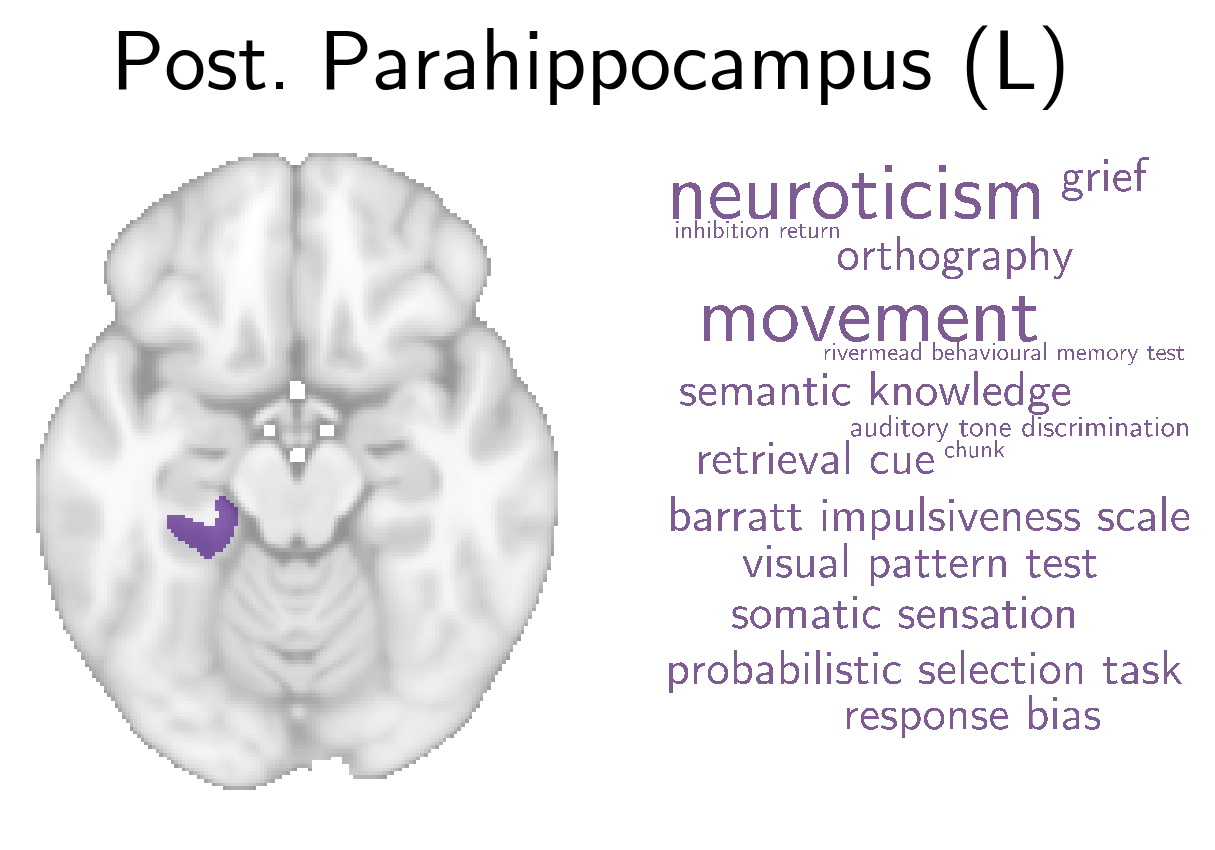 Post. Parahippocampus (L)
neuroticism grief
inhibition return
orthography
movement
rivermead behavioural memory test
semantic knowledge
auditory tone discrimination
retrieval cue chunk
barratt impulsiveness scale
visual pattern test
somatic sensation
probabilistic selection task
response bias